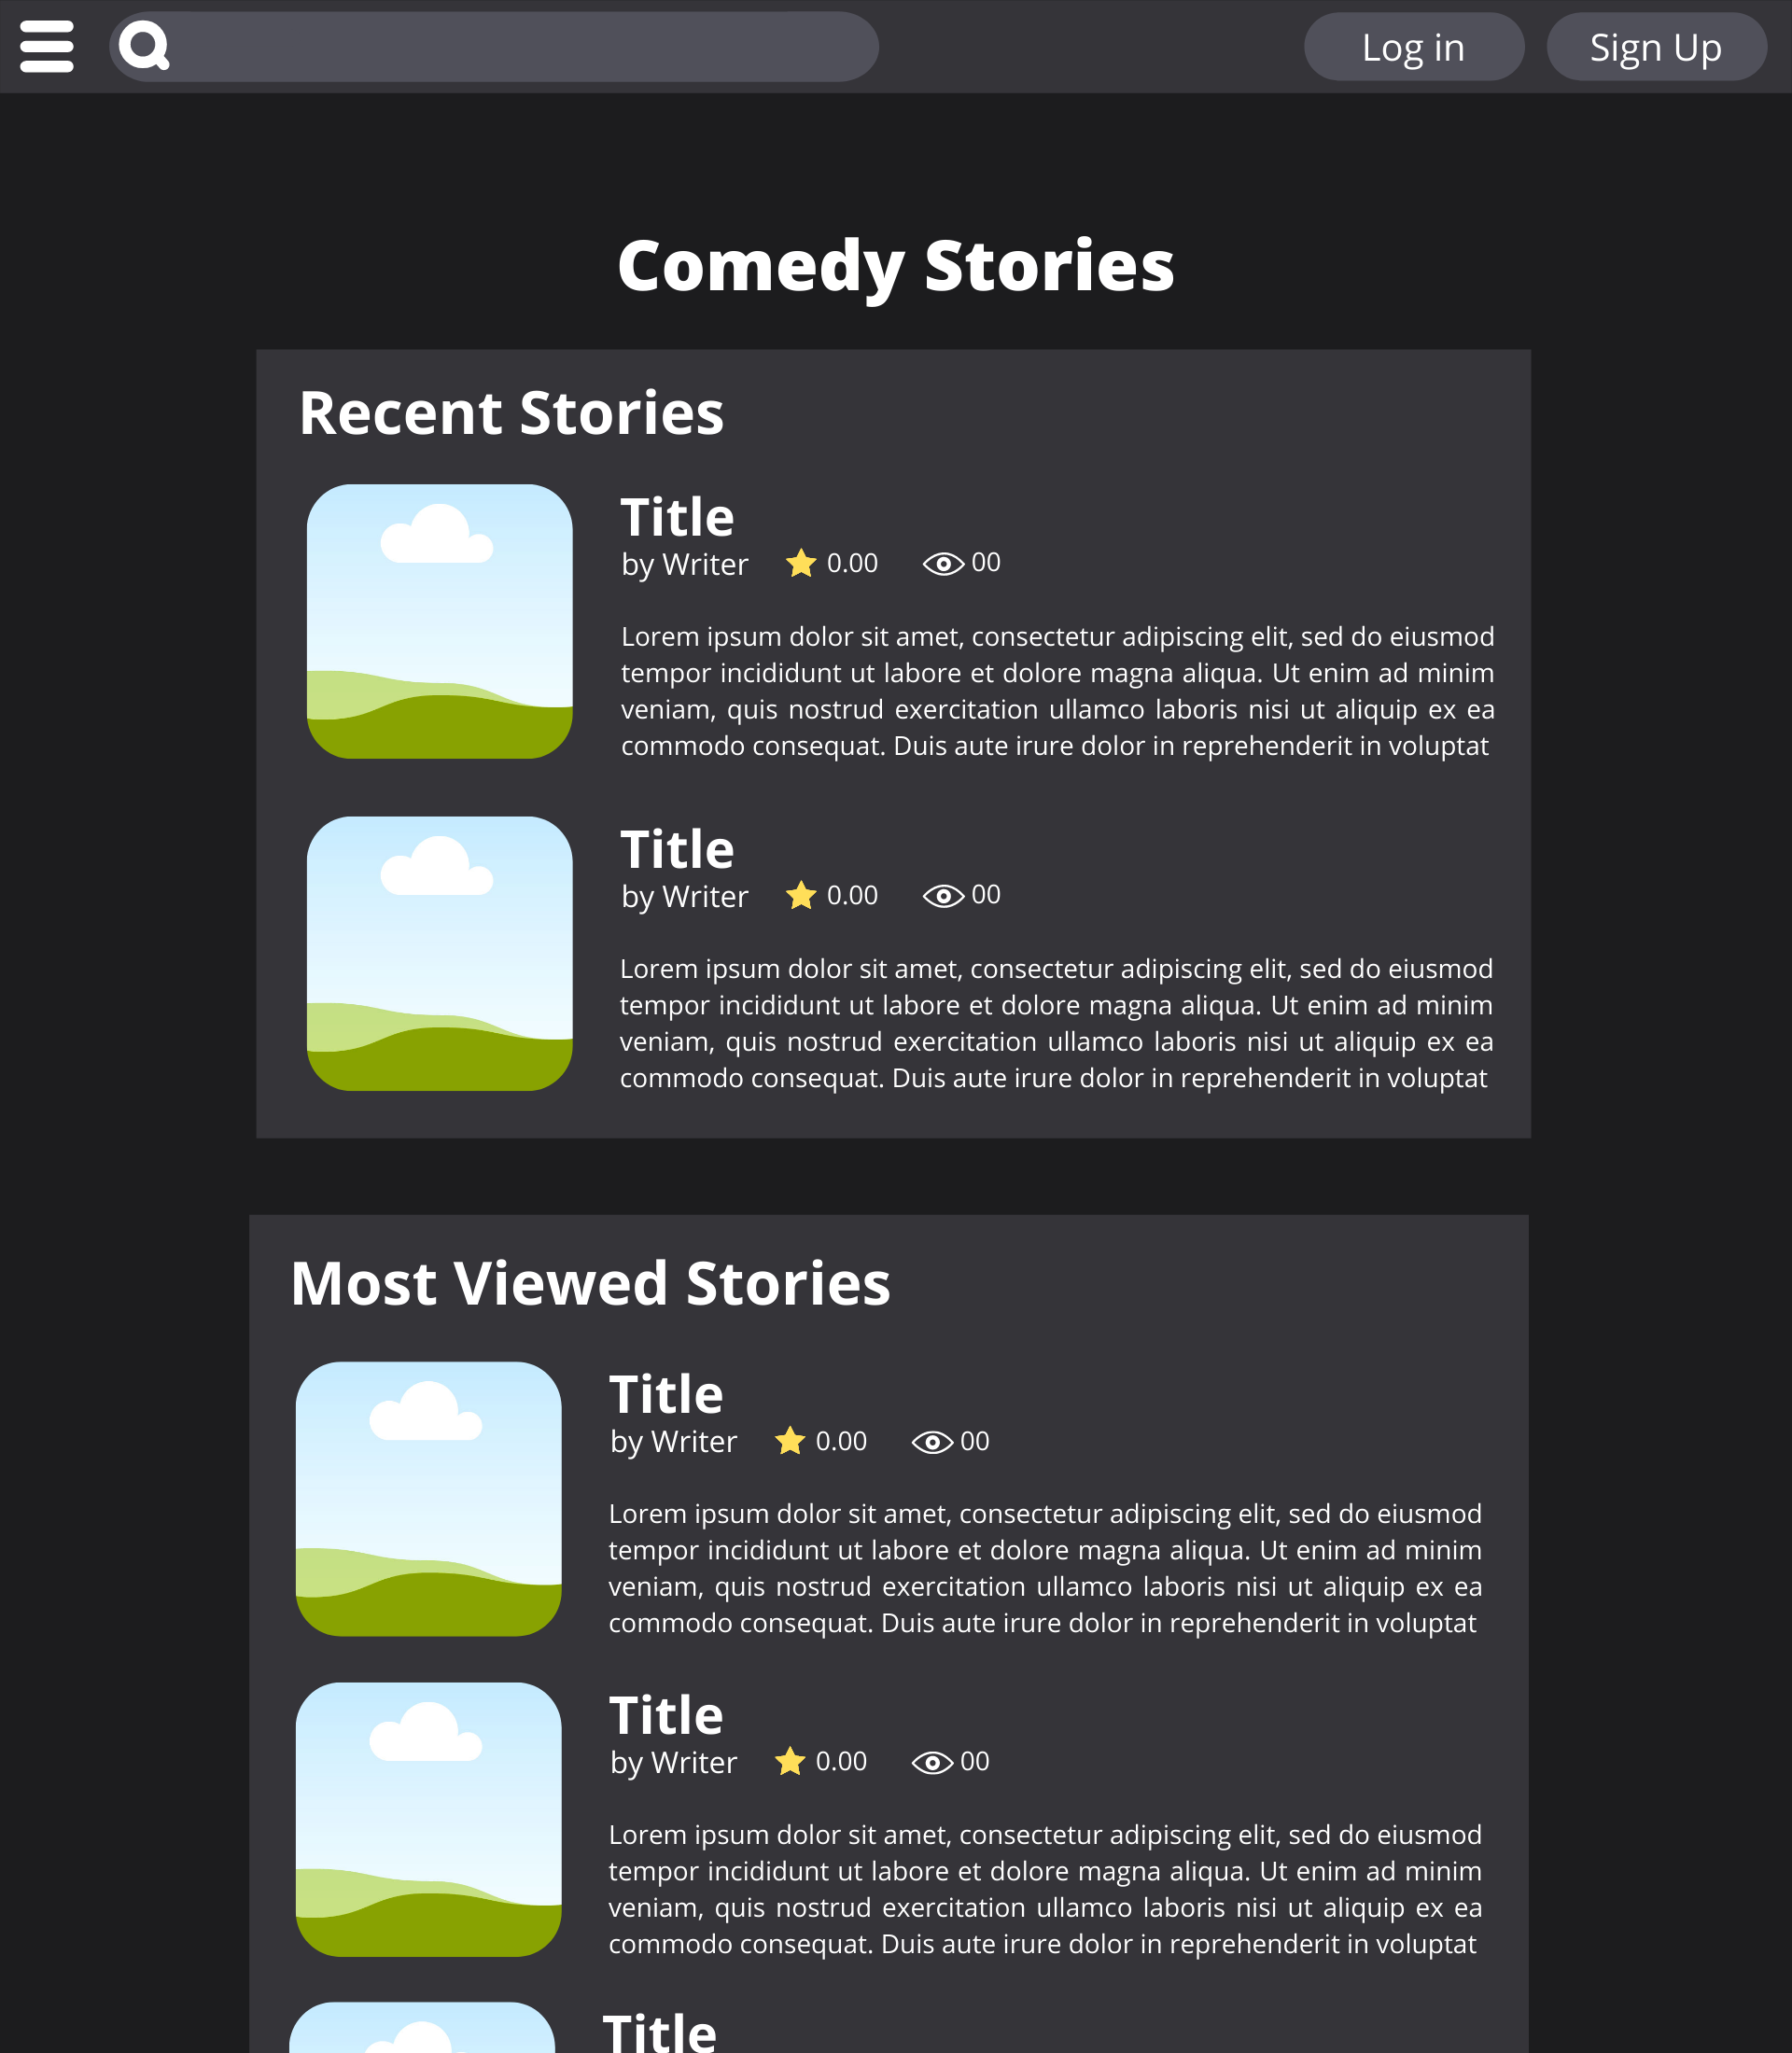 Log in
Sign Up
Comedy Stories
Recent Stories
Title
by Writer 0.00 00
Lorem ipsum dolor sit amet, consectetur adipiscing elit, sed do eiusmod
tempor incididunt ut labore et dolore magna aliqua. Ut enim ad minim
veniam, quis nostrud exercitation ullamco laboris nisi ut aliquip ex ea
commodo consequat. Duis aute irure dolor in reprehenderit in voluptat
Title
by Writer 0.00 00
Lorem ipsum dolor sit amet, consectetur adipiscing elit, sed do eiusmod
tempor incididunt ut labore et dolore magna aliqua. Ut enim ad minim
veniam, quis nostrud exercitation ullamco laboris nisi ut aliquip ex ea
commodo consequat. Duis aute irure dolor in reprehenderit in voluptat
Most Viewed Stories
Title
by Writer 0.00 00
Lorem ipsum dolor sit amet, consectetur adipiscing elit, sed do eiusmod
tempor incididunt ut labore et dolore magna aliqua. Ut enim ad minim
veniam, quis nostrud exercitation ullamco laboris nisi ut aliquip ex ea
commodo consequat. Duis aute irure dolor in reprehenderit in voluptat
Title
by Writer 0.00 00
Lorem ipsum dolor sit amet, consectetur adipiscing elit, sed do eiusmod
tempor incididunt ut labore et dolore magna aliqua. Ut enim ad minim
veniam, quis nostrud exercitation ullamco laboris nisi ut aliquip ex ea
commodo consequat. Duis aute irure dolor in reprehenderit in voluptat
Title